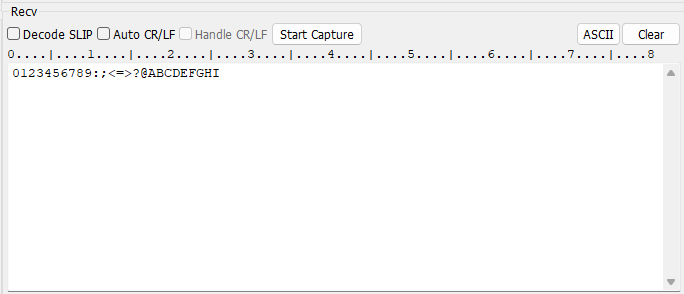 Recv
Decode SLIP Auto CR/LF Handle CR/LF Start Capture ASCII Clear
0....|....1....|....2....|....3....|....4....|....5....|....6....|....7....|....8
0123456789:;<=>?@ABCDEFGHI